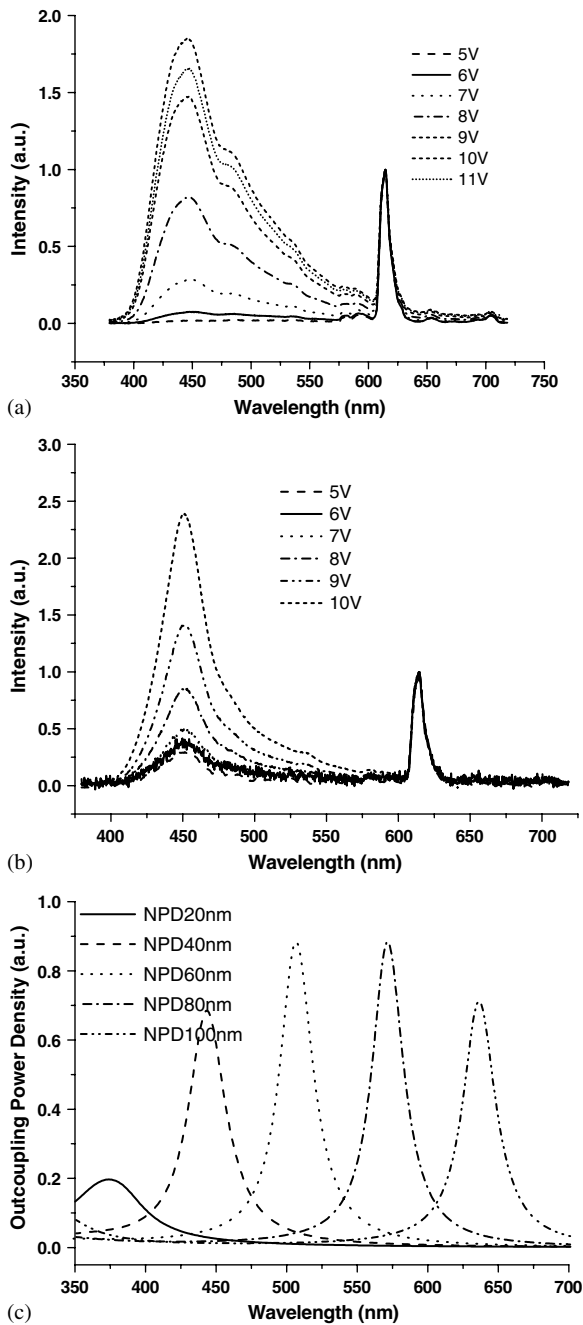 2.0
1.5
1.0
0.5
0.0
Intensity (a.u.)
5V
6V
7V
8V
9V
10V
11V
350 400 450 500 550 600 650 700 750
Wavelength (nm)
(a)
3.0
2.5
2.0
1.5
1.0
0.5
0.0
Intensity (a.u.)
5V
6V
7V
8V
9V
10V
400 450 500 550 600 650 700
Wavelength (nm)
(b)
1.0
0.8
0.6
0.4
0.2
0.0
Outcoupling Power Density (a.u.)
NPD20nm
NPD40nm
NPD60nm
NPD80nm
NPD100nm
350 400 450 500 550 600 650 700
Wavelength (nm)
(c)